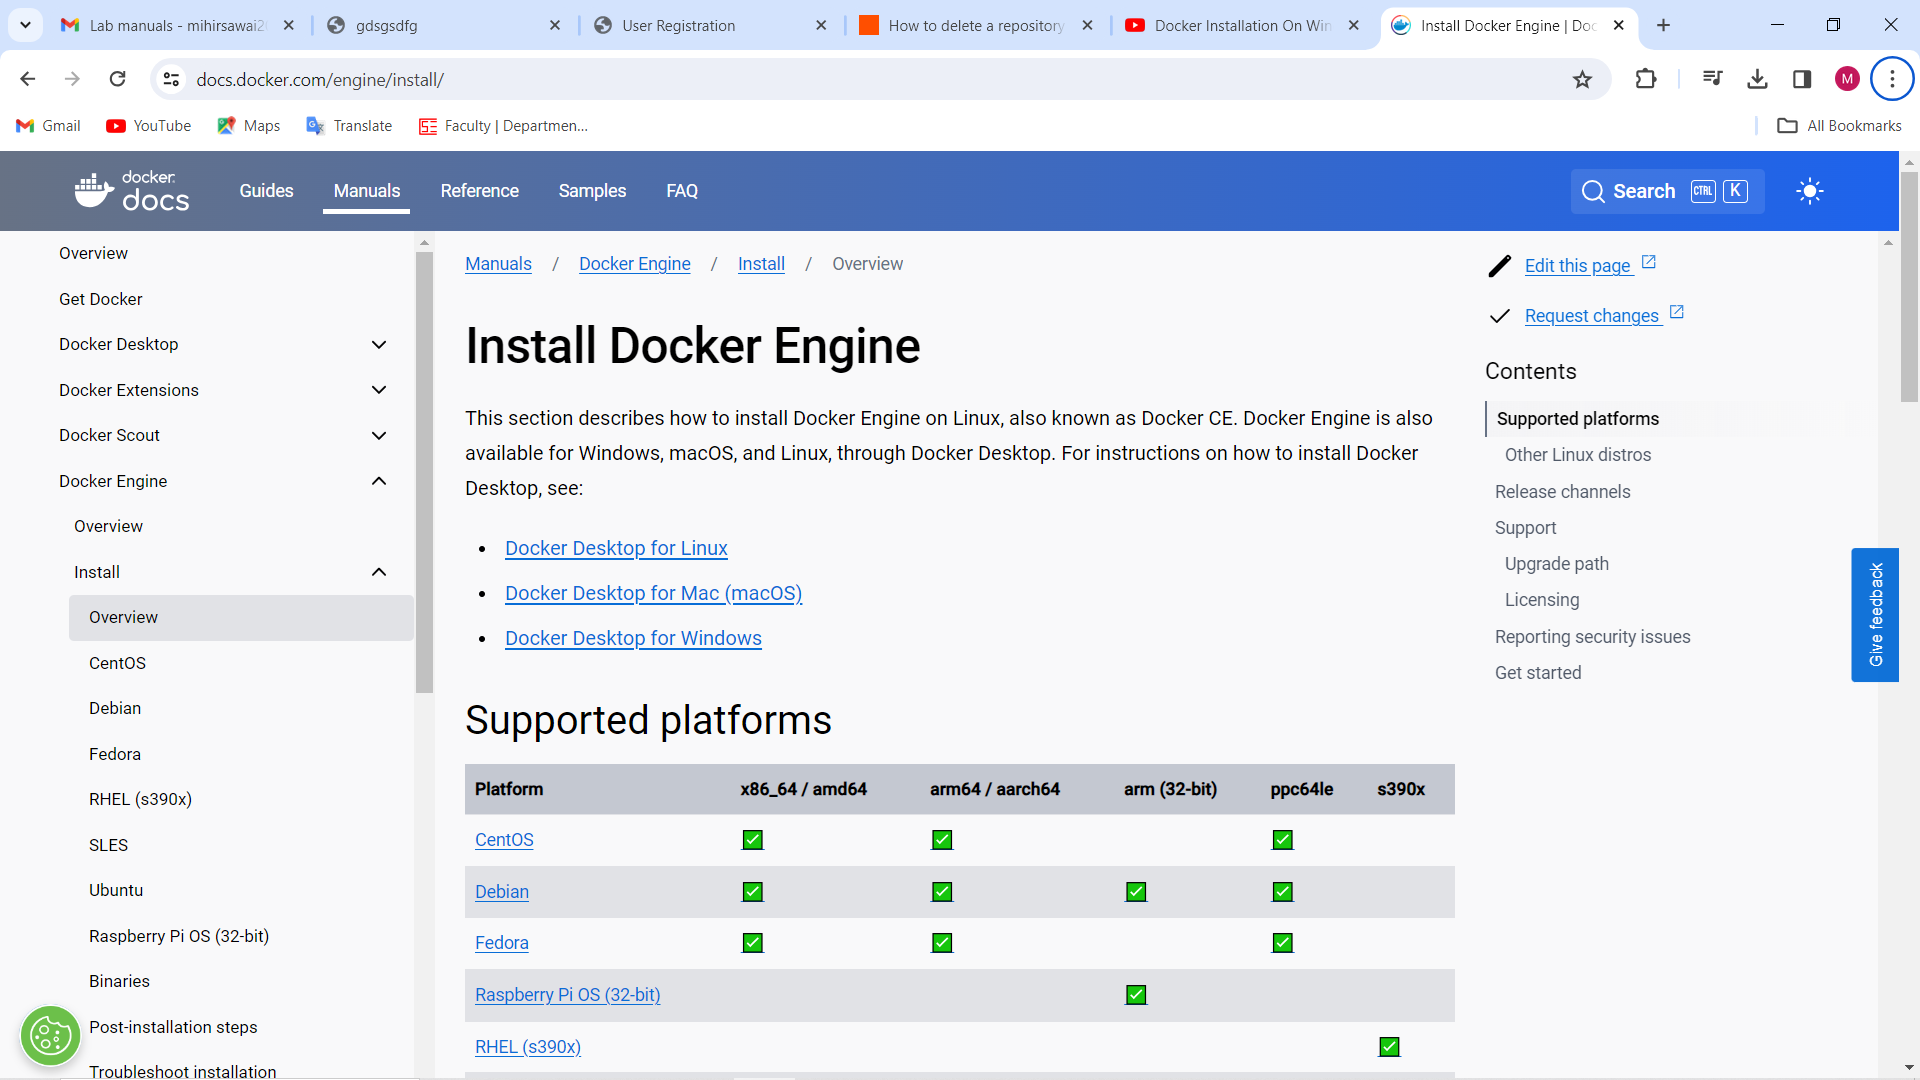 Lab manuals - mihirsawai2
gdsgsdfg
User Registration
How to delete a repository
Docker Installation On Win
Install Docker Engine | Doc
docs.docker.com/engine/install/
M
Gmail
YouTube
Maps
Translate
Faculty | Departmen...
All Bookmarks
docker
docs
Guides
Manuals
Reference
Samples
FAQ
Search
CTRL
K
Overview
Get Docker
Docker Desktop
Docker Extensions
Docker Scout
Docker Engine
Overview
Install
Overview
CentOS
Debian
Fedora
RHEL (s390x)
SLES
Ubuntu
Raspberry Pi OS (32-bit)
Binaries
Post-installation steps
Troubleshoot installation
Manuals / Docker Engine / Install / Overview
Install Docker Engine
This section describes how to install Docker Engine on Linux, also known as Docker CE. Docker Engine is also
available for Windows, macOS, and Linux, through Docker Desktop. For instructions on how to install Docker
Desktop, see:
• Docker Desktop for Linux
• Docker Desktop for Mac (macOS)
• Docker Desktop for Windows
Supported platforms
Platform x86_64 / amd64 arm64 / aarch64 arm (32-bit) ppc64le s390x
CentOS ✅ ✅ ✅
Debian ✅ ✅ ✅ ✅
Fedora ✅ ✅ ✅
Raspberry Pi OS (32-bit) ✅
RHEL (s390x) ✅
Edit this page
Request changes
Contents
Supported platforms
Other Linux distros
Release channels
Support
Upgrade path
Licensing
Reporting security issues
Get started
Give feedback